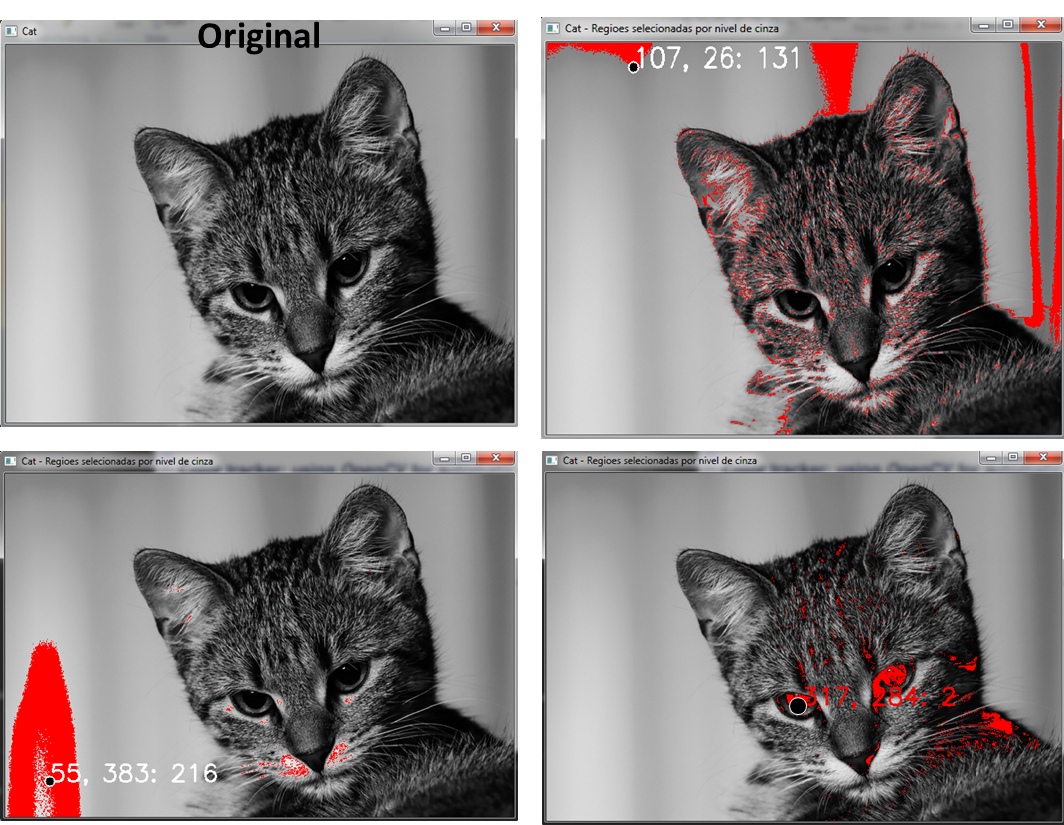 Cat
Original
Cat - Regioes selecionadas por nivel de cinza
107, 26: 131
Cat - Regioes selecionadas por nivel de cinza
55, 383: 216
Cat - Regioes selecionadas por nivel de cinza
317, 284: 2